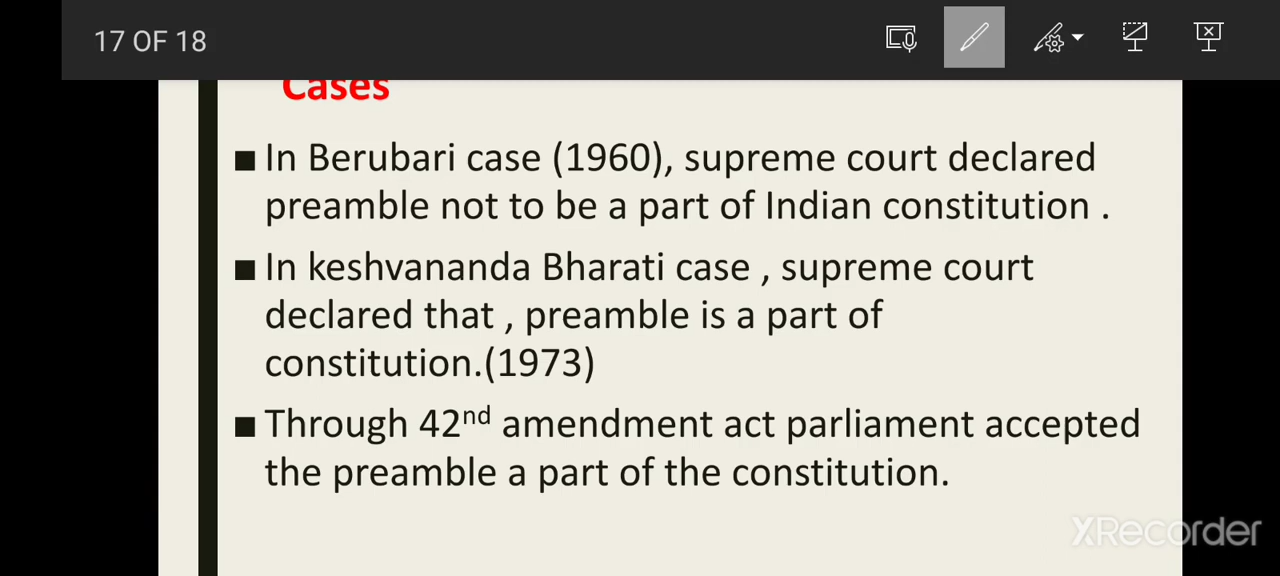 17 OF 18
Cases
■ In Berubari case (1960), supreme court declared
preamble not to be a part of Indian constitution .
■ In keshvananda Bharati case , supreme court
declared that , preamble is a part of
constitution.(1973)
■ Through 42nd amendment act parliament accepted
the preamble a part of the constitution.
XRecorder